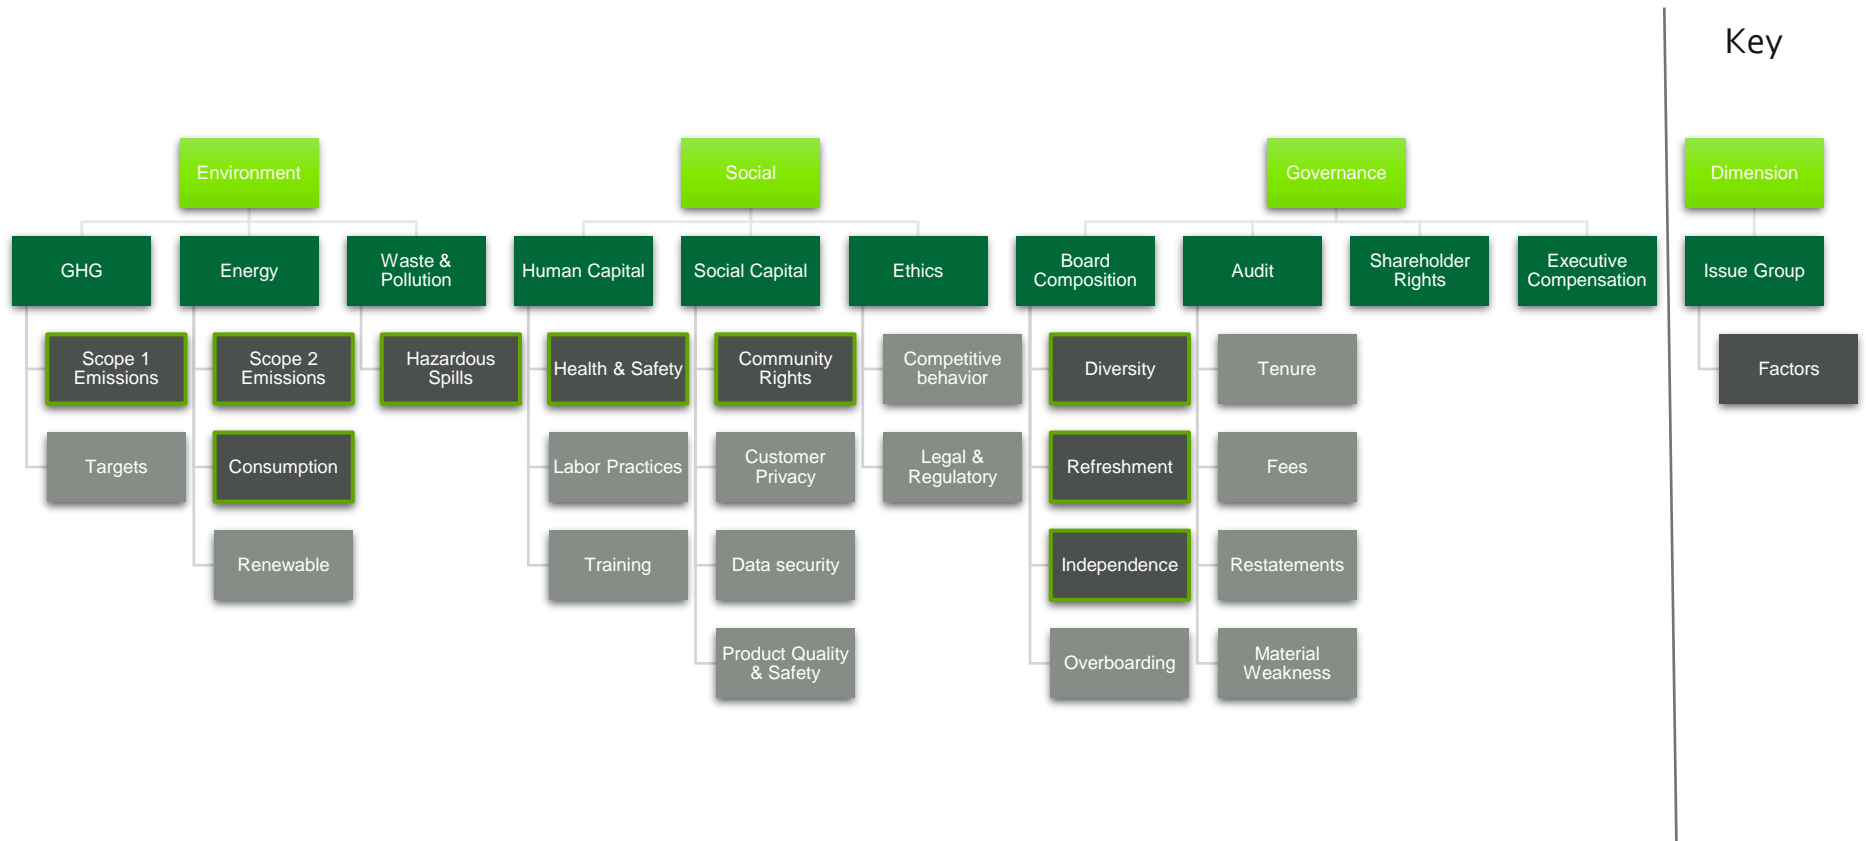 Key
Environment
Social
Governance
Dimension
GHG
Energy
Waste &
Pollution
Human Capital
Social Capital
Ethics
Board
Composition
Audit
Shareholder
Rights
Executive
Compensation
Issue Group
Scope 1
Emissions
Scope 2
Emissions
Hazardous
Spills
Health & Safety
Community
Rights
Competitive
behavior
Diversity
Tenure
Factors
Targets
Consumption
Labor Practices
Customer
Privacy
Legal &
Regulatory
Refreshment
Fees
Renewable
Training
Data security
Independence
Restatements
Product Quality
& Safety
Overboarding
Material
Weakness